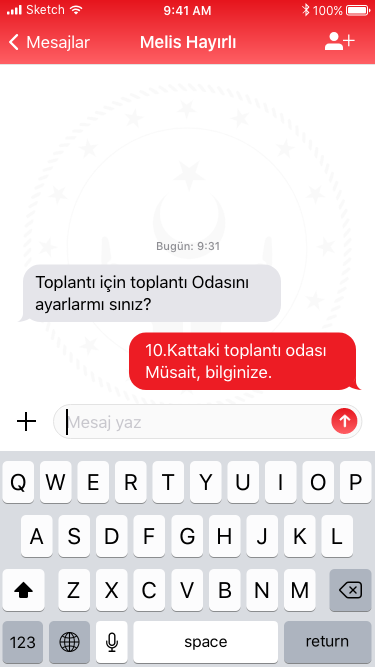 Sketch 9:41 AM 100%
Mesajlar Melis Hayırlı
Bugün: 9:31
Toplantı için toplantı Odasını
ayarlarmı sınız?
10.Kattaki toplantı odası
Müsait, bilginize.
Mesaj yaz
Q W E R T Y U I O P
A S D F G H J K L
Z X C V B N M
123 space return